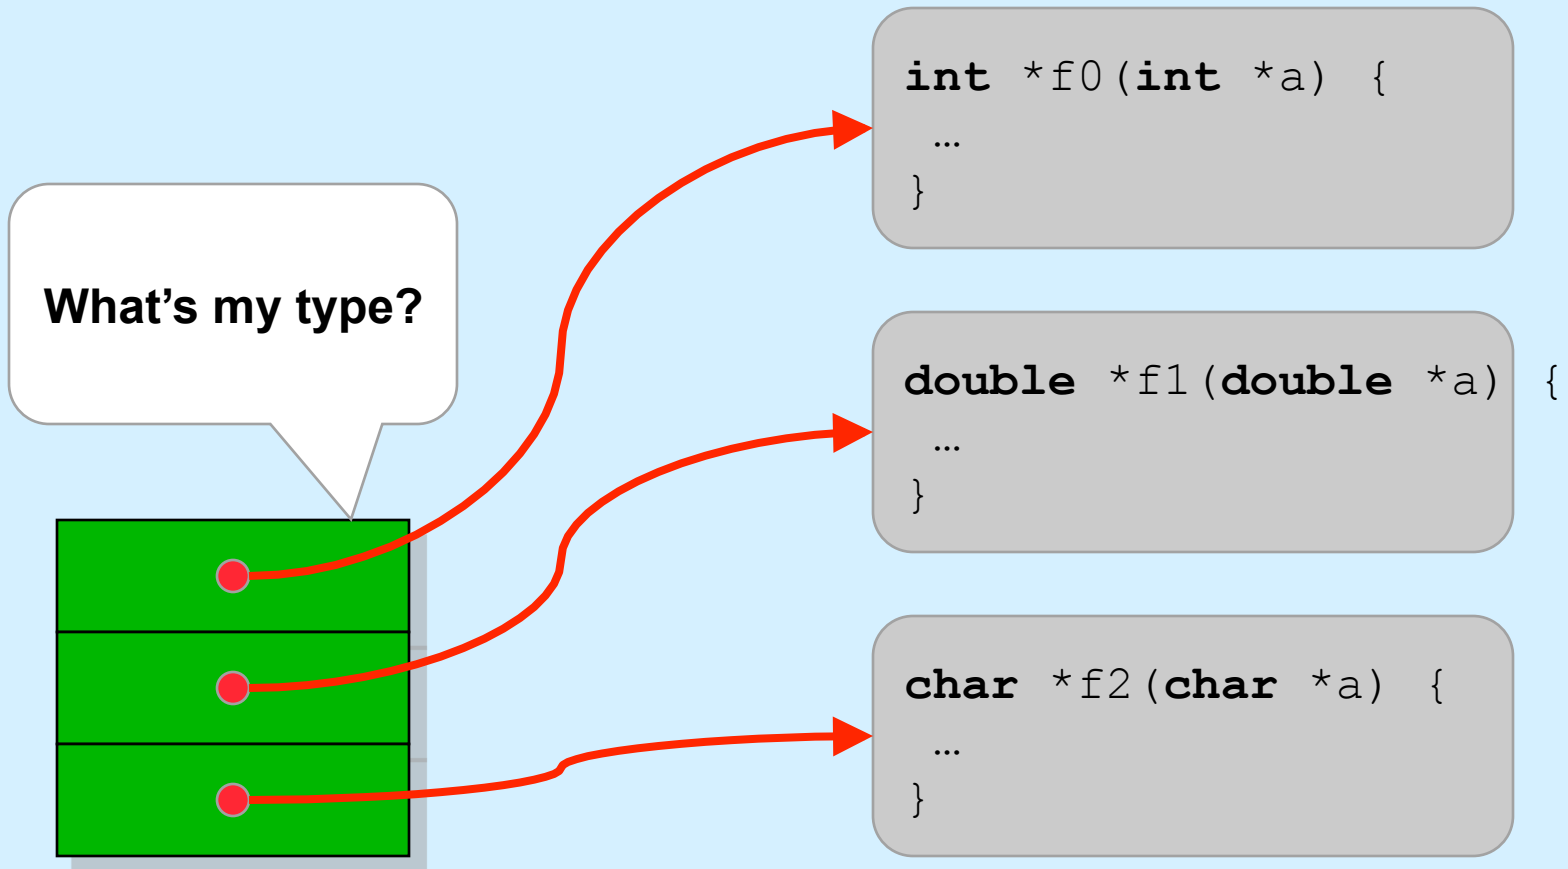 What’s my type?
int *f0(int *a) {
…
}
double *f1(double *a) {
…
}
char *f2(char *a) {
…
}